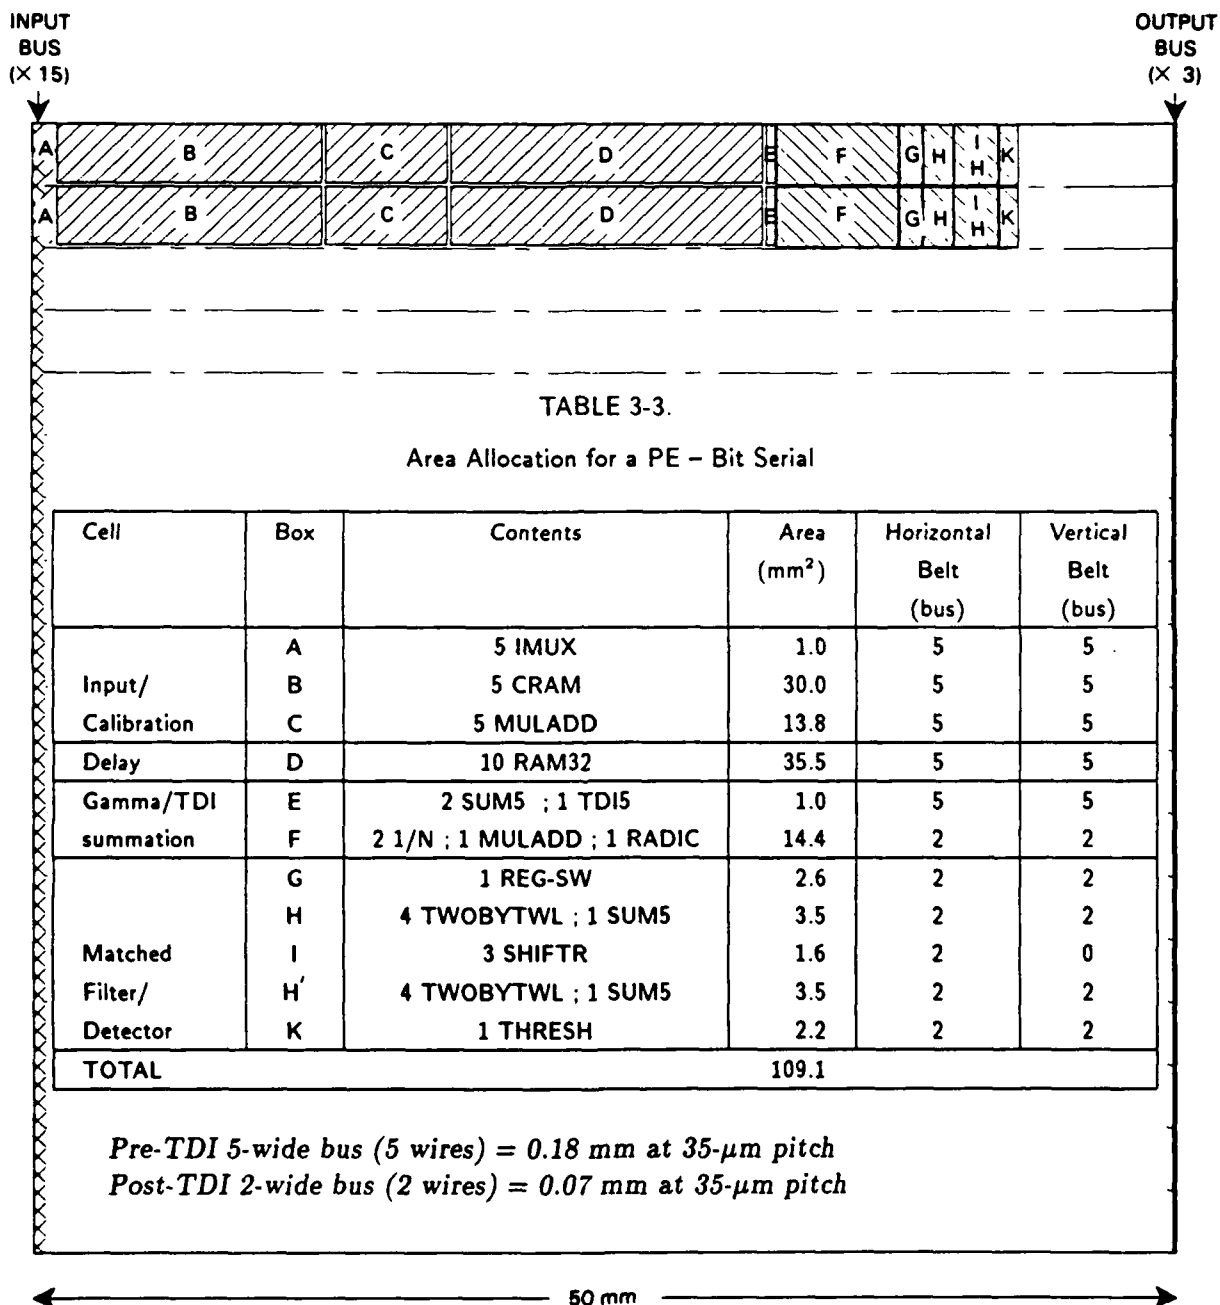 INPUT BUS (× 15)
OUTPUT BUS (× 3)
A B C D E F G H I H K
A B C D E F G H I H K
TABLE 3-3.
Area Allocation for a PE – Bit Serial
Cell Box Contents Area (mm²) Horizontal Belt (bus) Vertical Belt (bus)
A 5 IMUX 1.0 5 5
Input/ B 5 CRAM 30.0 5 5
Calibration C 5 MULADD 13.8 5 5
Delay D 10 RAM32 35.5 5 5
Gamma/TDI E 2 SUM5 ; 1 TDI5 1.0 5 5
summation F 2 1/N ; 1 MULADD ; 1 RADIC 14.4 2 2
G 1 REG-SW 2.6 2 2
H 4 TWOBYTWL ; 1 SUM5 3.5 2 2
Matched I 3 SHIFTR 1.6 2 0
Filter/ H′ 4 TWOBYTWL ; 1 SUM5 3.5 2 2
Detector K 1 THRESH 2.2 2 2
TOTAL 109.1
Pre-TDI 5-wide bus (5 wires) = 0.18 mm at 35-μm pitch
Post-TDI 2-wide bus (2 wires) = 0.07 mm at 35-μm pitch
50 mm